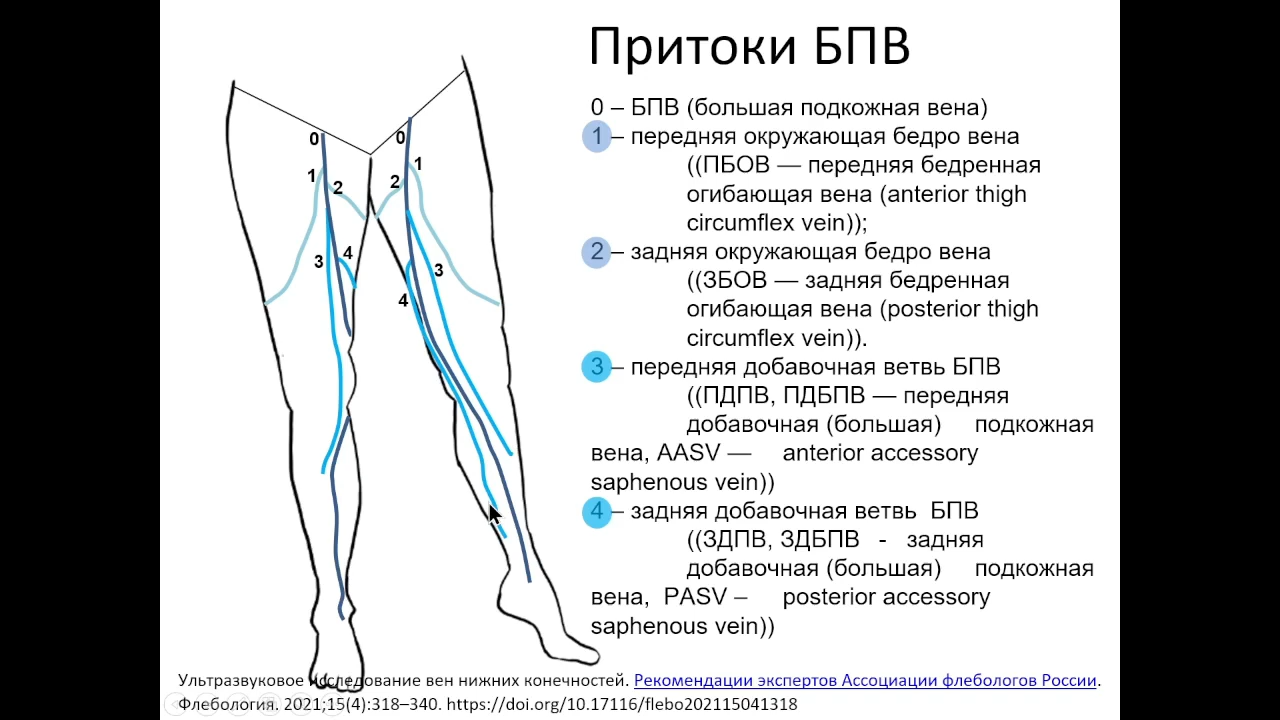 Притоки БПВ
0 – БПВ (большая подкожная вена)
1 – передняя окружающая бедро вена
((ПБОВ — передняя бедренная
огибающая вена (anterior thigh
circumflex vein));
2 – задняя окружающая бедро вена
((ЗБОВ — задняя бедренная
огибающая вена (posterior thigh
circumflex vein)).
3 – передняя добавочная ветвь БПВ
((ПДПВ, ПДБПВ — передняя
добавочная (большая) подкожная
вена, AASV — anterior accessory
saphenous vein))
4 – задняя добавочная ветвь БПВ
((ЗДПВ, ЗДБПВ - задняя
добавочная (большая) подкожная
вена, PASV – posterior accessory
saphenous vein))
0
0
1
2
2
1
3
4
3
4
Ультразвуковое исследование вен нижних конечностей. Рекомендации экспертов Ассоциации флебологов России.
Флебология. 2021;15(4):318–340. https://doi.org/10.17116/flebo202115041318